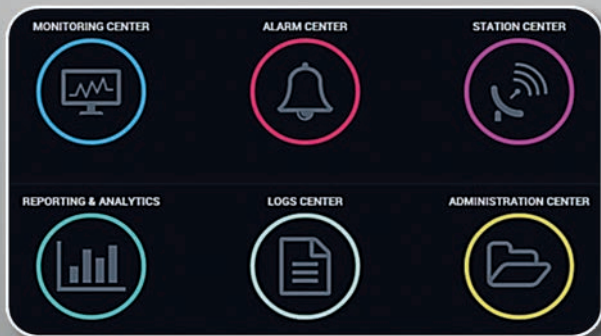 MONITORING CENTER
ALARM CENTER
STATION CENTER
REPORTING & ANALYTICS
LOGS CENTER
ADMINISTRATION CENTER